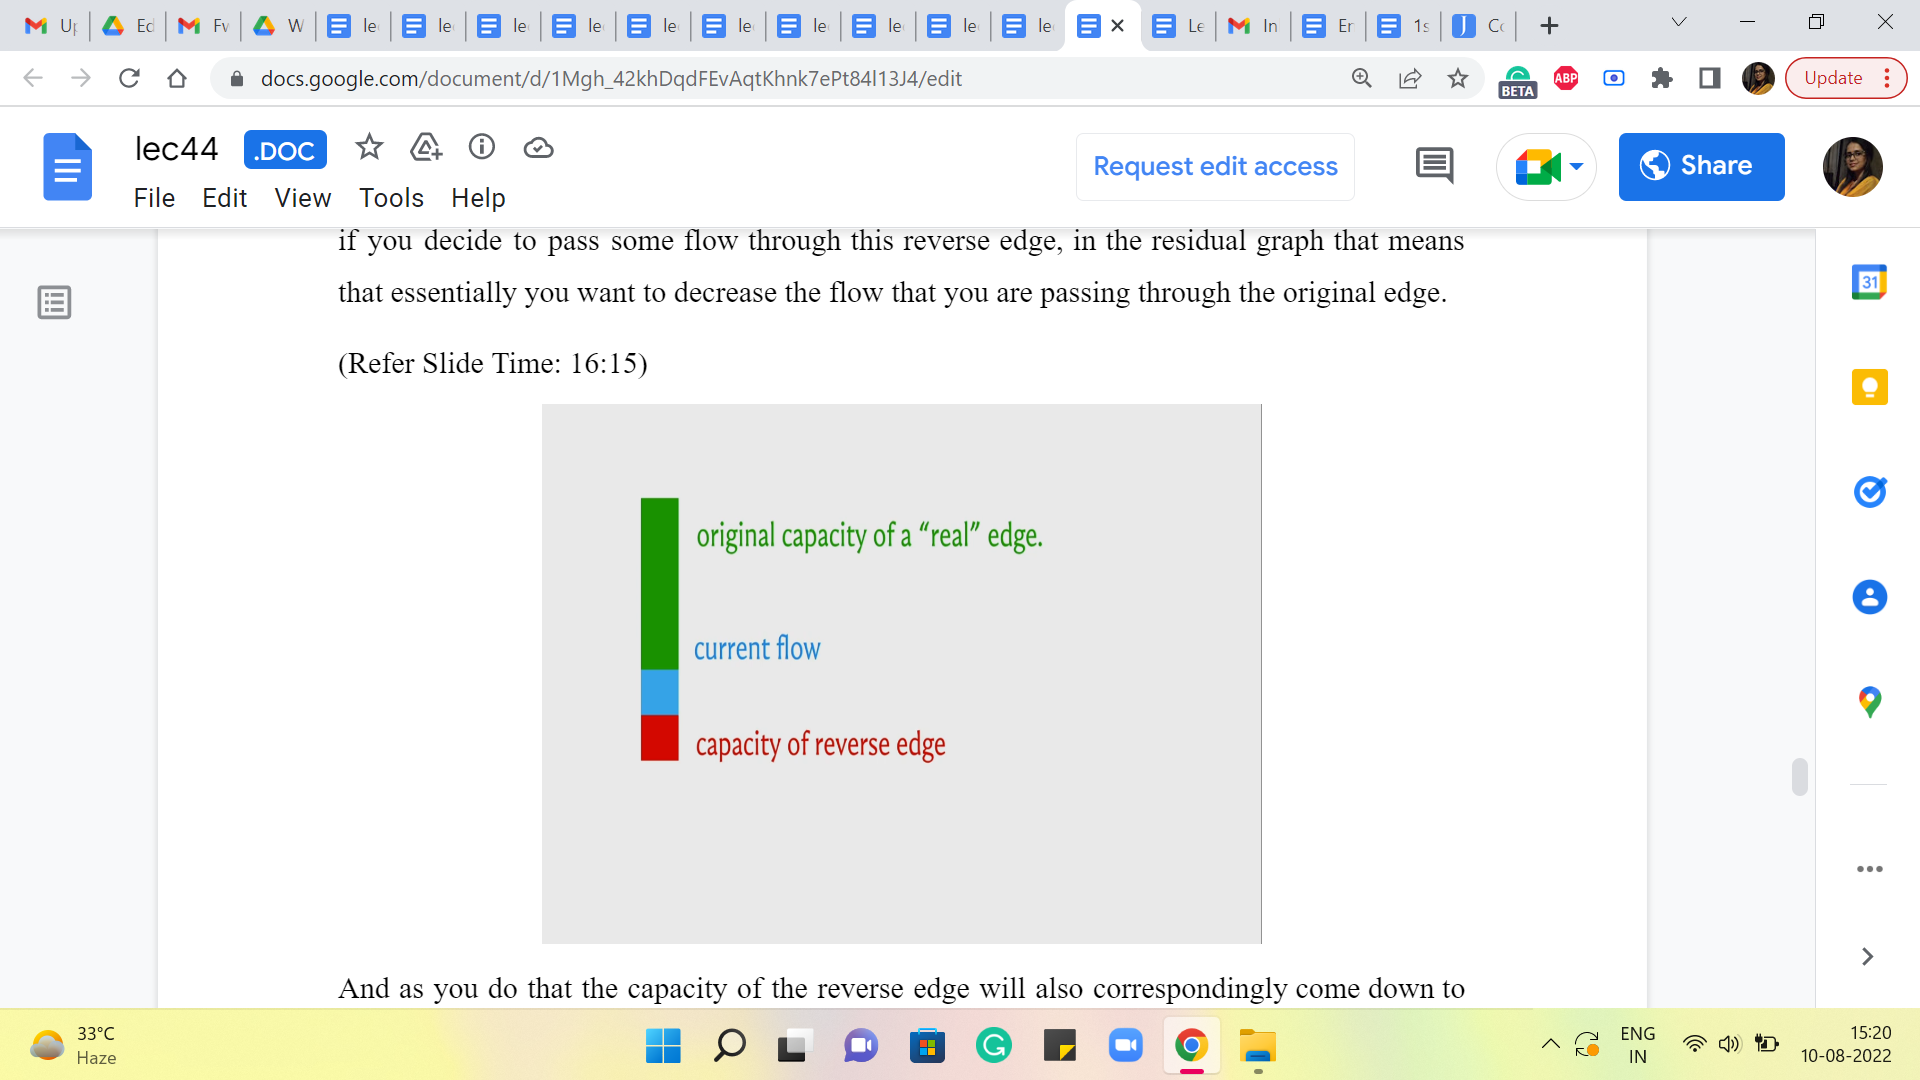 Up
Ed
Fw
W
le
le
le
le
le
le
le
le
le
le
Le
In
Er
1s
Co
docs.google.com/document/d/1Mgh_42khDqdFEvAqtKhnk7ePt84l13J4/edit
BETA
ABP
Update
lec44 .DOC
Request edit access
Share
File Edit View Tools Help
31
if you decide to pass some flow through this reverse edge, in the residual graph that means
that essentially you want to decrease the flow that you are passing through the original edge.
(Refer Slide Time: 16:15)
original capacity of a “real” edge.
current flow
capacity of reverse edge
And as you do that the capacity of the reverse edge will also correspondingly come down to
33°C
Haze
ENG
IN
15:20
10-08-2022